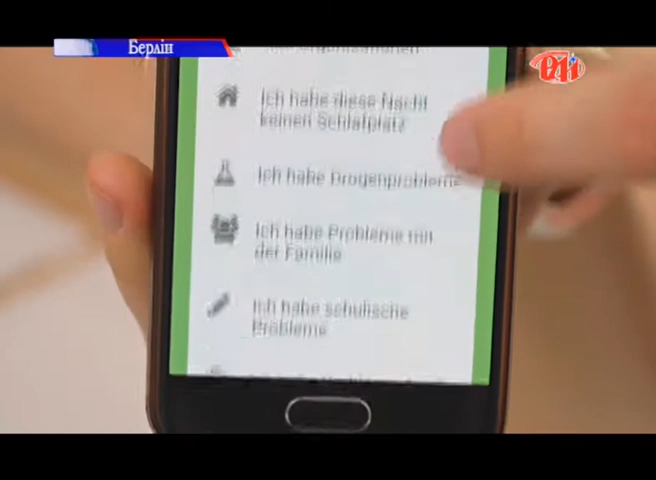 Берлін
Ich habe diese Nacht
keinen Schlafplatz
Ich habe Drogenprobleme
Ich habe Probleme mit
der Familie
Ich habe schulische
Probleme